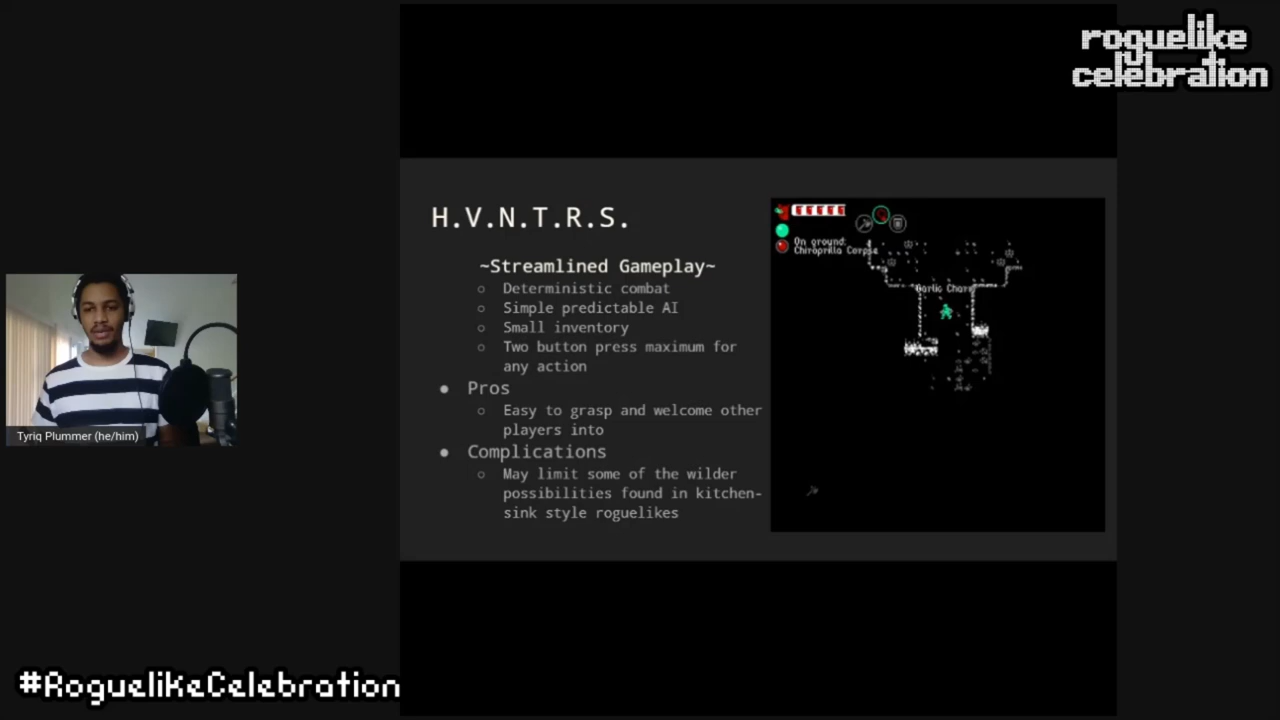 roguelike
celebration
H.V.N.T.R.S.
~Streamlined Gameplay~
Deterministic combat
Simple predictable AI
Small inventory
Two button press maximum for
any action
Pros
Easy to grasp and welcome other
players into
Complications
May limit some of the wilder
possibilities found in kitchen-
sink style roguelikes
On ground:
Chiroprilla Corpse
Garlic Charm
Tyriq Plummer (he/him)
#RoguelikeCelebration